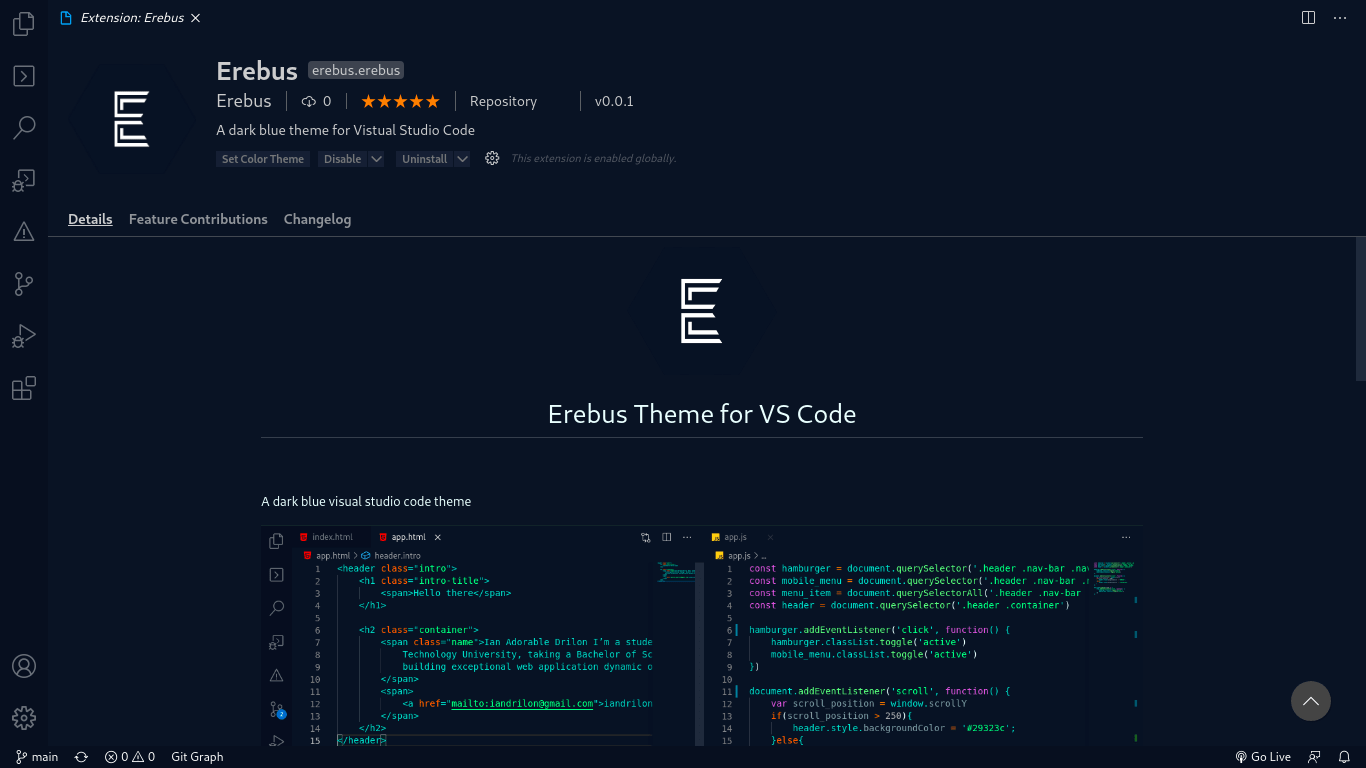 Extension: Erebus
Erebus erebus.erebus
Erebus 0 v0.0.1 Repository
A dark blue theme for Vistual Studio Code
Set Color Theme Disable Uninstall This extension is enabled globally.
Details Feature Contributions Changelog
Erebus Theme for VS Code
A dark blue visual studio code theme
index.html app.html
app.html > header.intro
1 <header class="intro">
2 <h1 class="intro-title">
3 <span>Hello there</span>
4 </h1>
5
6 <h2 class="container">
7 <span class="name">Ian Adorable Drilon I'm a stude
8 Technology University, taking a Bachelor of Sc
9 building exceptional web application dynamic o
10 </span>
11 <span>
12 <a href="mailto:iandrilon@gmail.com">iandrilon
13 </span>
14 </h2>
15 </header>
2
app.js
app.js > ...
1 const hamburger = document.querySelector('.header .nav-bar .nav
2 const mobile_menu = document.querySelector('.header .nav-bar .n
3 const menu_item = document.querySelectorAll('.header .nav-bar
4 const header = document.querySelector('.header .container')
5
6 hamburger.addEventListener('click', function() {
7 hamburger.classList.toggle('active')
8 mobile_menu.classList.toggle('active')
9 })
10
11 document.addEventListener('scroll', function() {
12 var scroll_position = window.scrollY
13 if(scroll_position > 250){
14 header.style.backgroundColor = '#29323c';
15 }else{
main 0 0 Git Graph Go Live